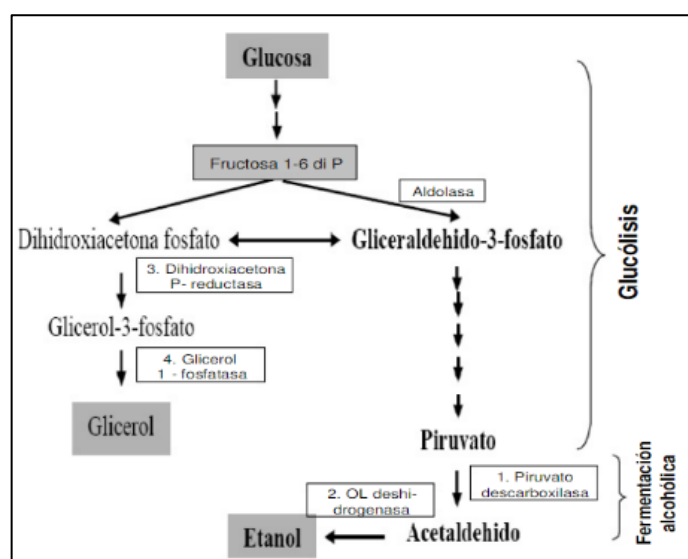 Glucosa
Fructosa 1-6 di P
Aldolasa
Dihidroxiacetona fosfato
Gliceraldehido-3-fosfato
3. Dihidroxiacetona
P- reductasa
Glicerol-3-fosfato
4. Glicerol
1 - fosfatasa
Glicerol
Piruvato
1. Piruvato
descarboxilasa
2. OL deshi-
drogenasa
Etanol
Acetaldehido
Glucólisis
Fermentación
alcohólica